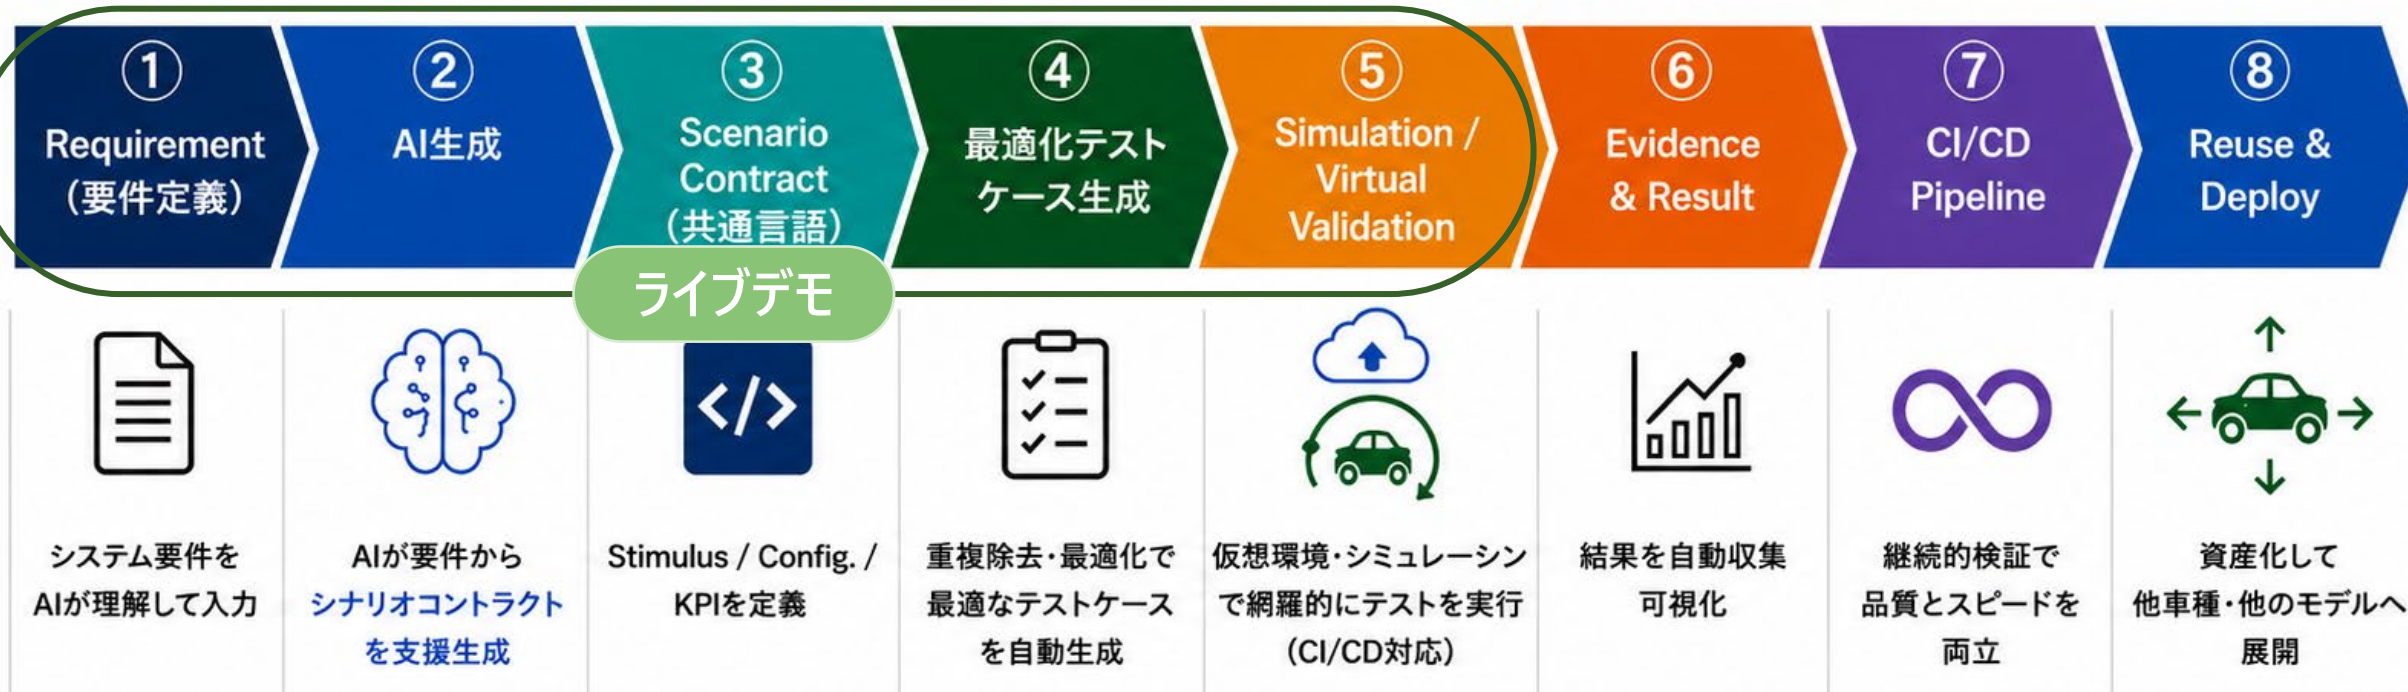 ①
Requirement
（要件定義）
②
AI生成
③
Scenario
Contract
（共通言語）
④
最適化テスト
ケース生成
⑤
Simulation /
Virtual
Validation
⑥
Evidence
& Result
⑦
CI/CD
Pipeline
⑧
Reuse &
Deploy
ライブデモ
</>
システム要件を
AIが理解して入力
AIが要件から
シナリオコントラクト
を支援生成
Stimulus / Config. /
KPIを定義
重複除去・最適化で
最適なテストケース
を自動生成
仮想環境・シミュレーシン
で網羅的にテストを実行
（CI/CD対応）
結果を自動収集
可視化
継続的検証で
品質とスピードを
両立
資産化して
他車種・他のモデルへ
展開